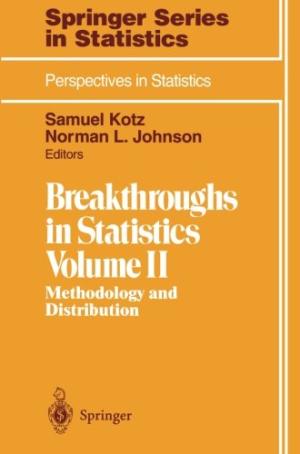 Springer Series
in Statistics
Perspectives in Statistics
Samuel Kotz
Norman L. Johnson
Editors
Breakthroughs
in Statistics
Volume II
Methodology and
Distribution
Springer